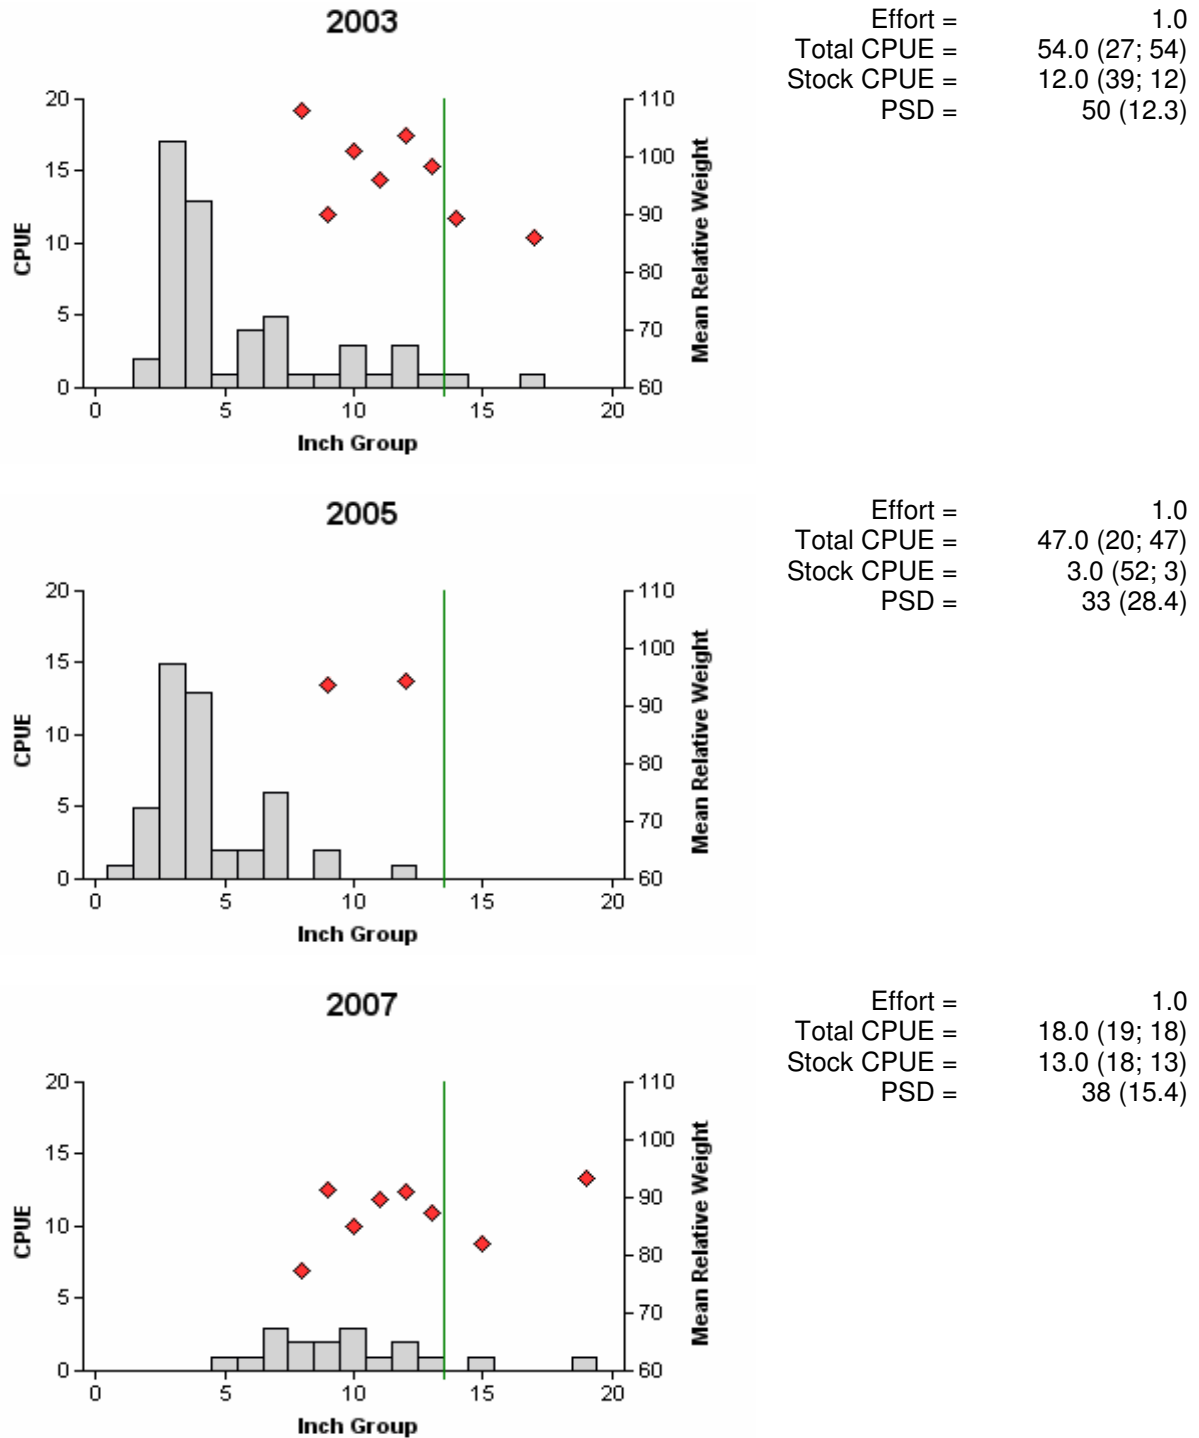 2003
Effort = 1.0
Total CPUE = 54.0 (27; 54)
Stock CPUE = 12.0 (39; 12)
PSD = 50 (12.3)
20
15
10
5
0
CPUE
110
100
90
80
70
60
Mean Relative Weight
0 5 10 15 20
Inch Group
2005
Effort = 1.0
Total CPUE = 47.0 (20; 47)
Stock CPUE = 3.0 (52; 3)
PSD = 33 (28.4)
20
15
10
5
0
CPUE
110
100
90
80
70
60
Mean Relative Weight
0 5 10 15 20
Inch Group
2007
Effort = 1.0
Total CPUE = 18.0 (19; 18)
Stock CPUE = 13.0 (18; 13)
PSD = 38 (15.4)
20
15
10
5
0
CPUE
110
100
90
80
70
60
Mean Relative Weight
0 5 10 15 20
Inch Group